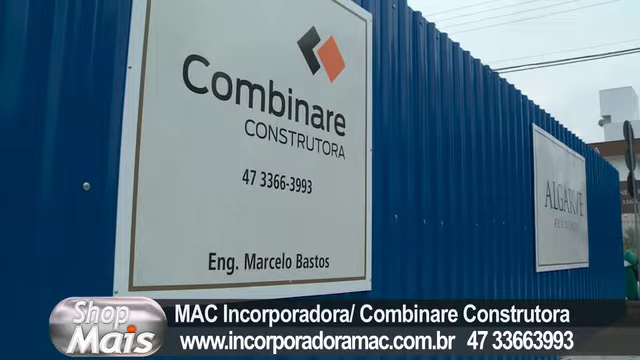 Combinare
CONSTRUTORA
47 3366-3993
Eng. Marcelo Bastos
ALGARVE
RESIDENCE
Shop
Mais
MAC Incorporadora/ Combinare Construtora
www.incorporadoramac.com.br 47 33663993